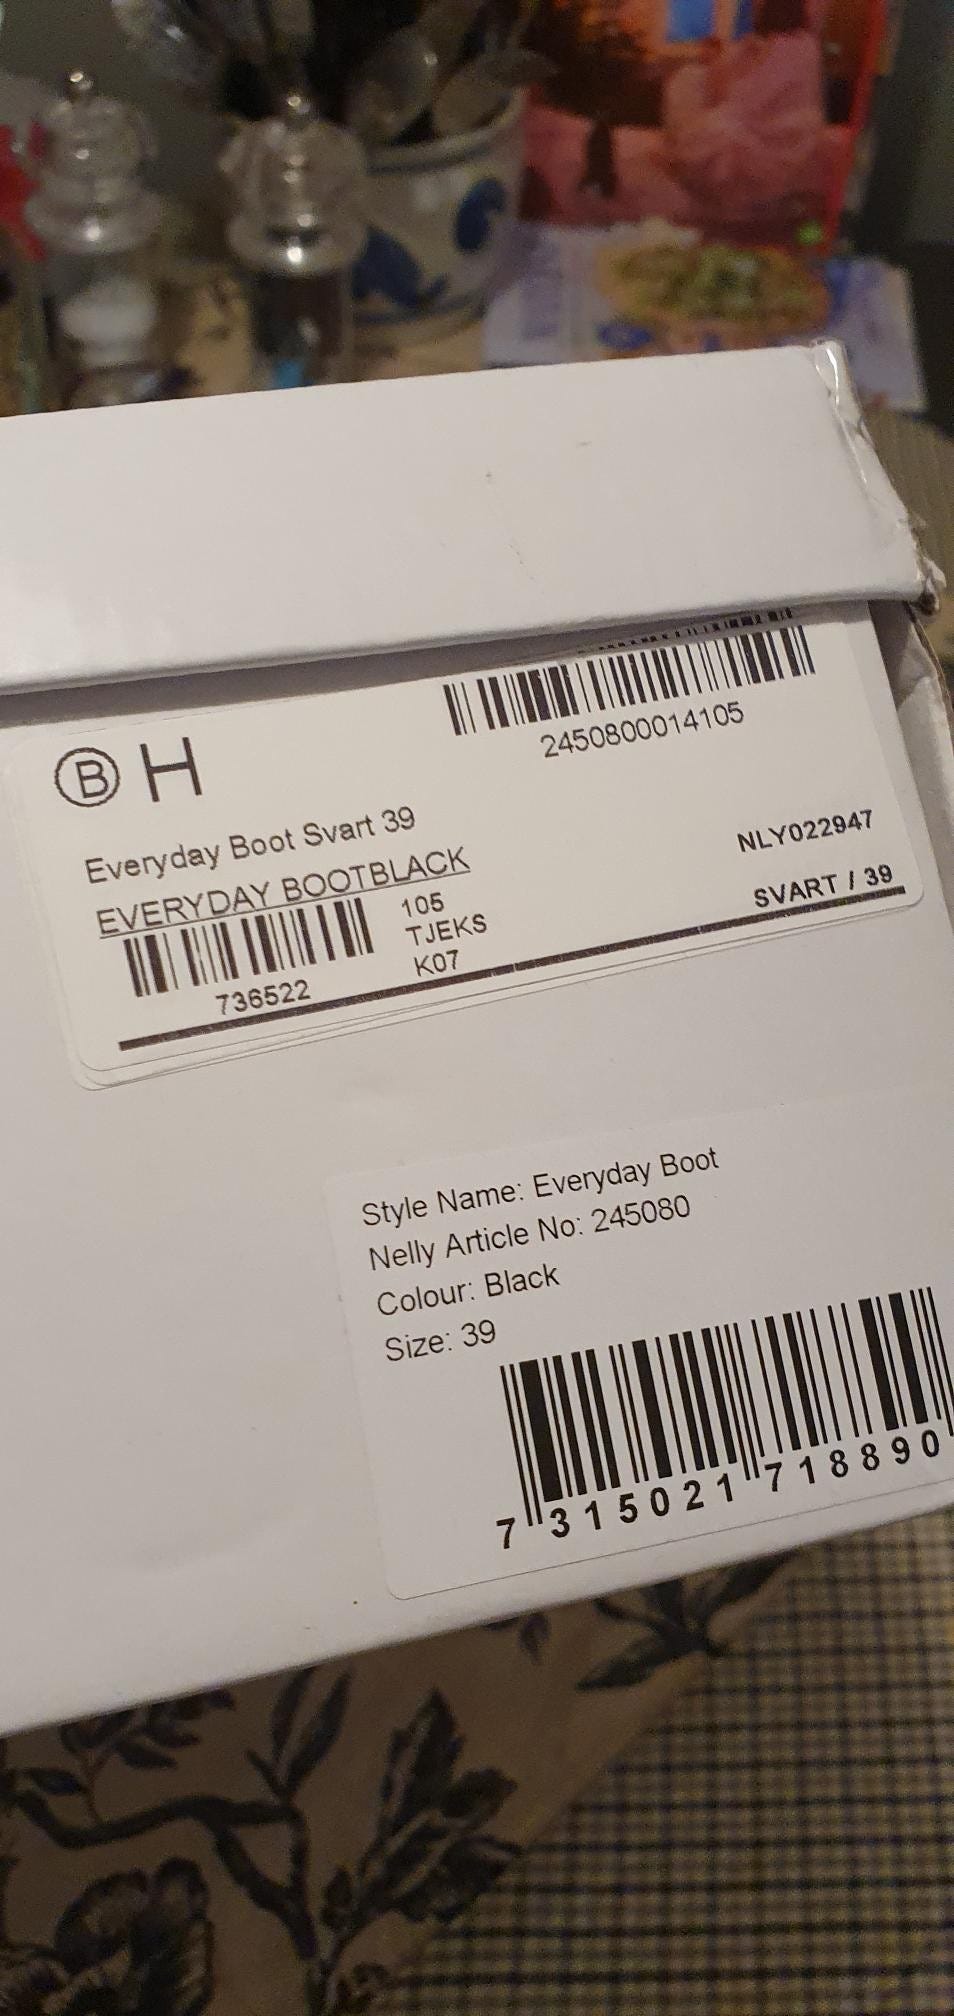 2450800014105
B H
Everyday Boot Svart 39
NLY022947
EVERYDAY BOOTBLACK
SVART / 39
105
TJEKS
K07
736522
Style Name: Everyday Boot
Nelly Article No: 245080
Colour: Black
Size: 39
7 315021 718890